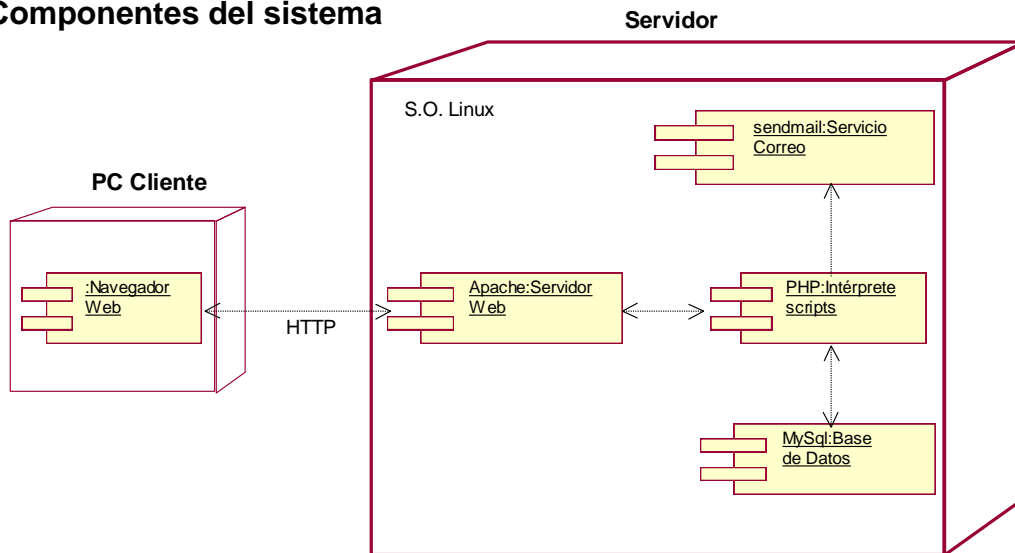 Componentes del sistema
Servidor
S.O. Linux
sendmail:Servicio
Correo
PC Cliente
:Navegador
Web
HTTP
Apache:Servidor
Web
PHP:Intérprete
scripts
MySql:Base
de Datos